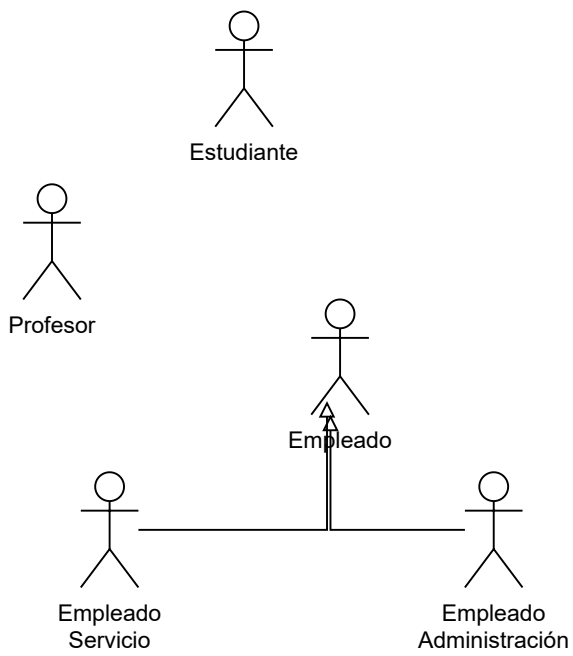 Estudiante
Profesor
Empleado
Empleado
Servicio
Empleado
Administración